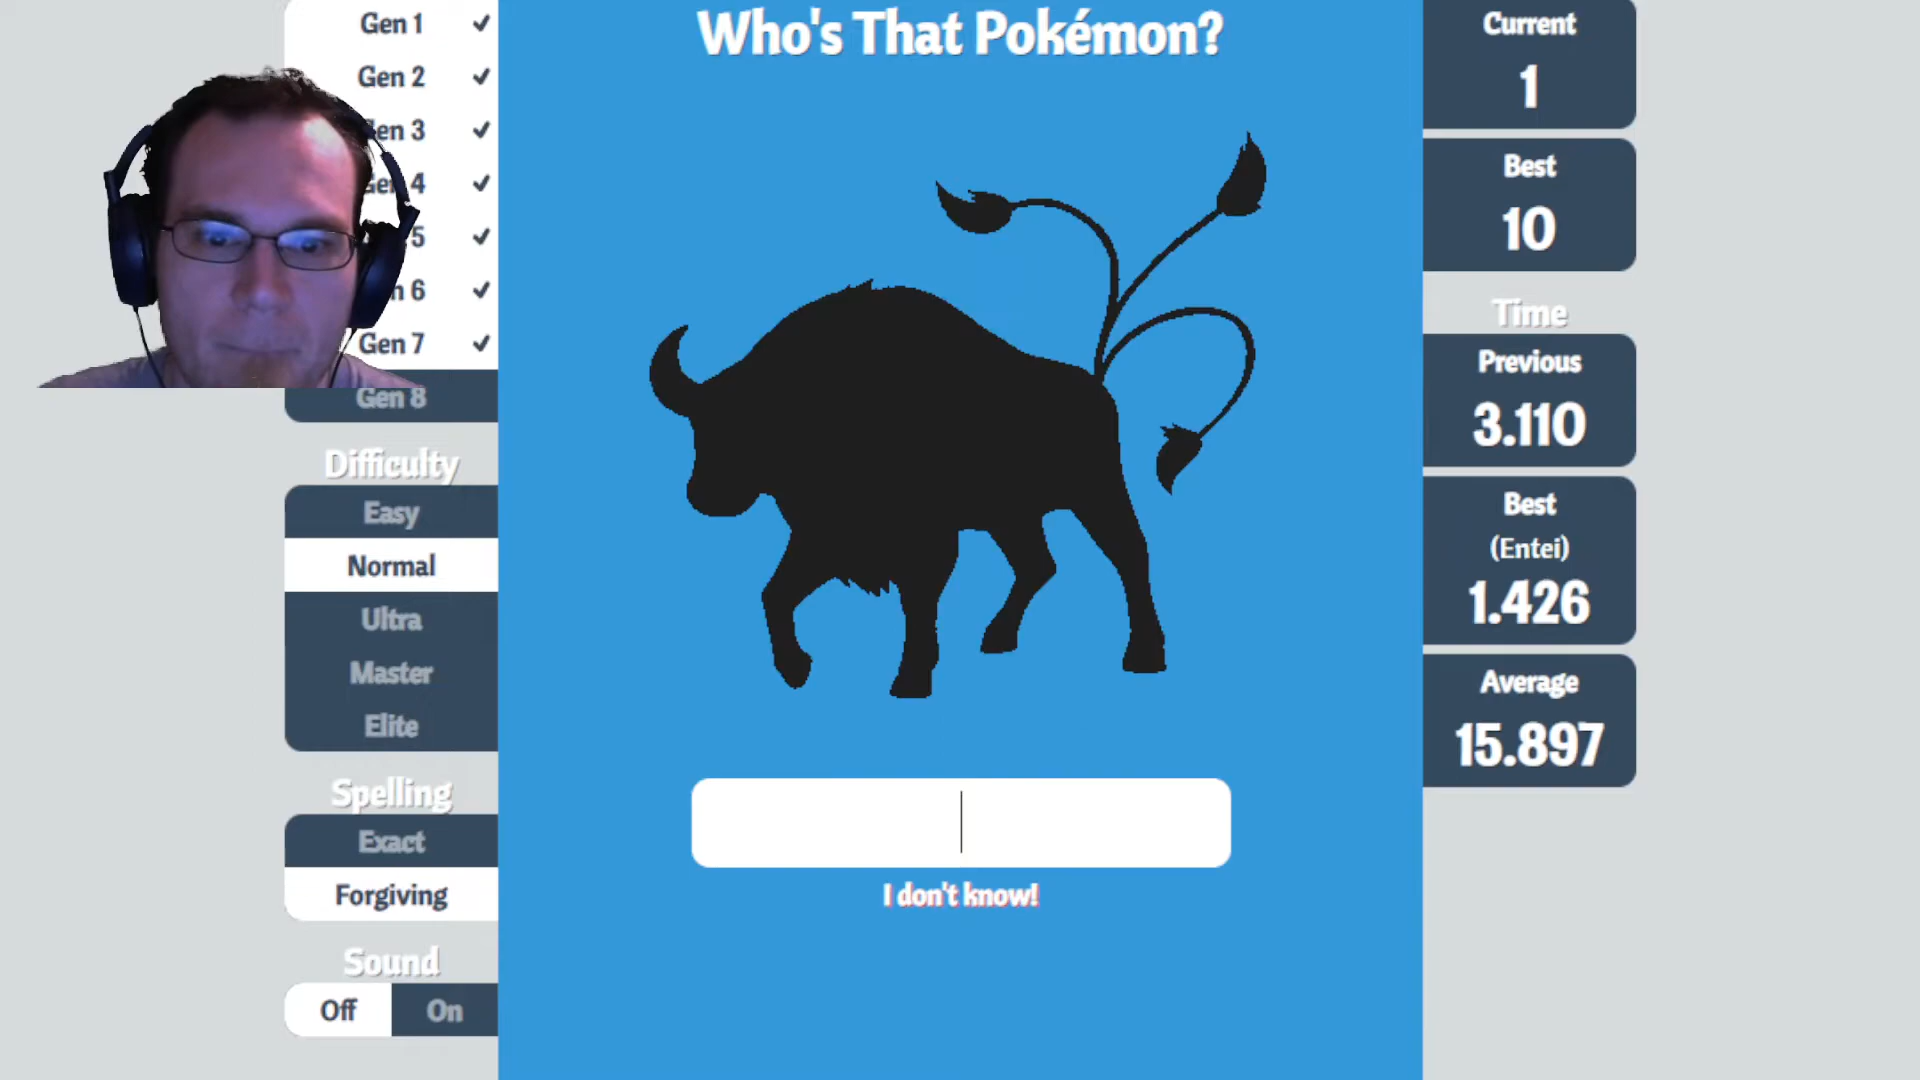 Gen 1
Gen 2
en 3
Gen 4
5
n 6
Gen 7
Gen 8
Difficulty
Easy
Normal
Ultra
Master
Elite
Spelling
Exact
Forgiving
Sound
Off On
Who's That Pokémon?
I don't know!
Current
1
Best
10
Time
Previous
3.110
Best
(Entei)
1.426
Average
15.897